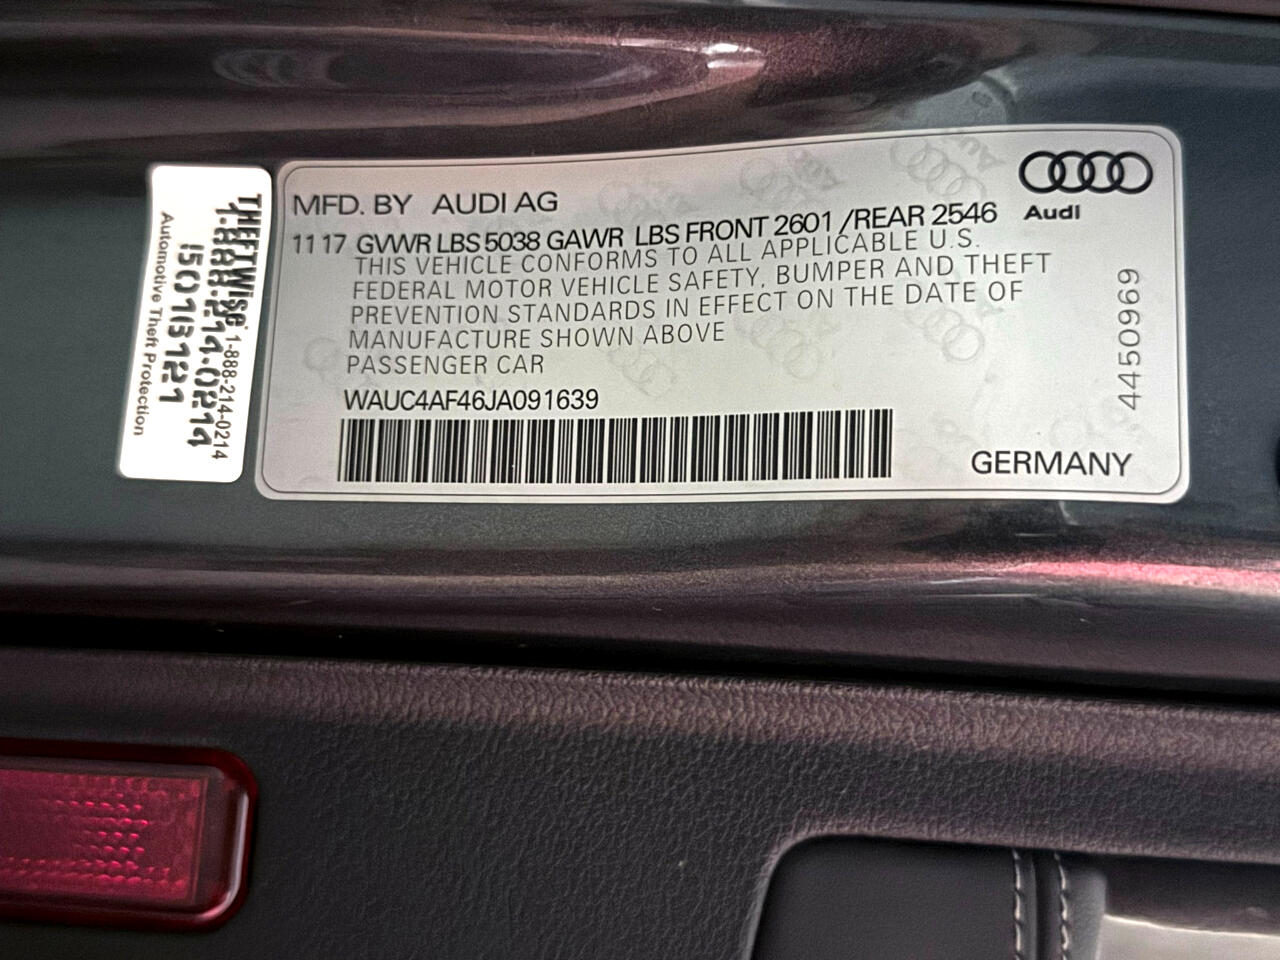 THEFTWISE. 1-888-214-0214
1-888-214-0214
Automotive Theft Protection
MFD. BY AUDI AG
Audi
11 17 GVWR LBS 5038 GAWR LBS FRONT 2601 /REAR 2546
THIS VEHICLE CONFORMS TO ALL APPLICABLE U.S.
FEDERAL MOTOR VEHICLE SAFETY, BUMPER AND THEFT
PREVENTION STANDARDS IN EFFECT ON THE DATE OF
MANUFACTURE SHOWN ABOVE
PASSENGER CAR
WAUC4AF46JA091639
4450969
GERMANY